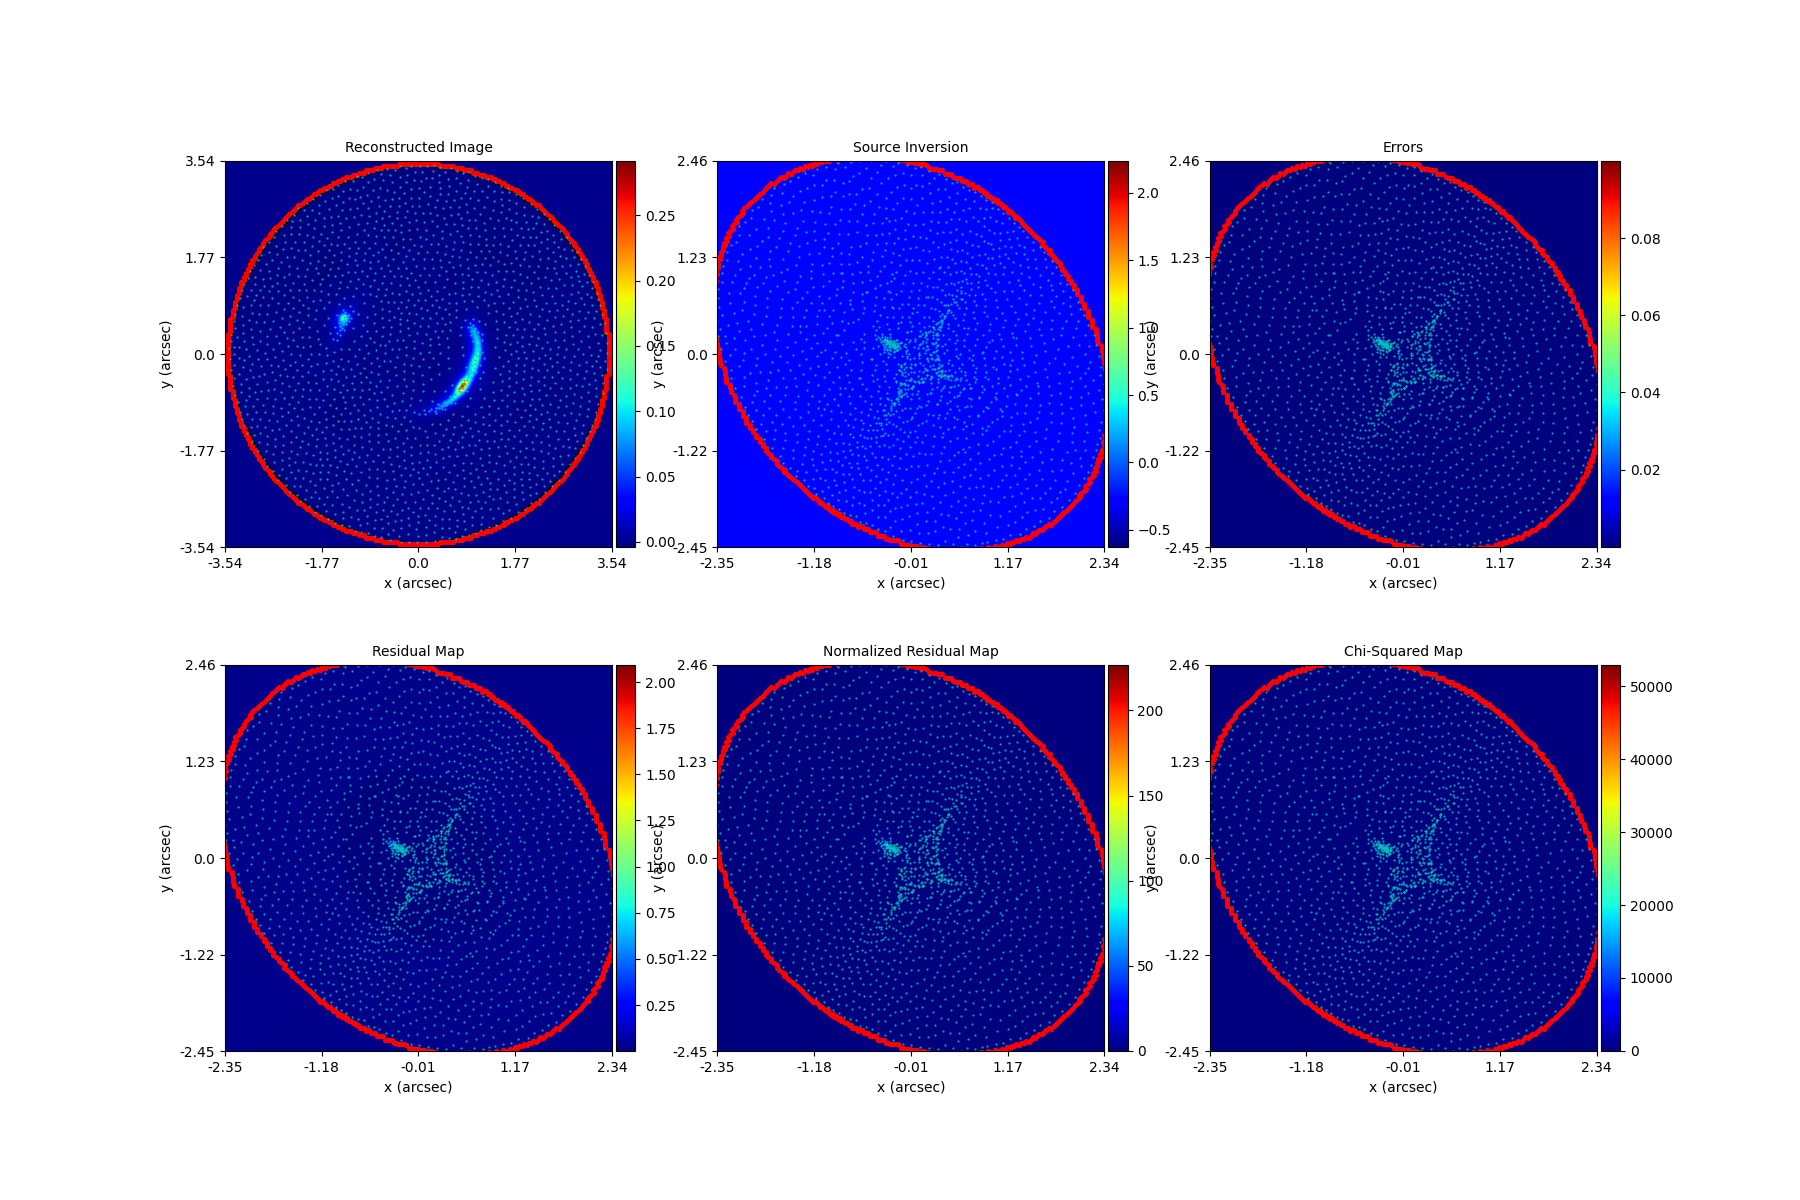 Reconstructed Image
3.54
1.77
0.0
-1.77
-3.54
y (arcsec)
-3.54 -1.77 0.0 1.77 3.54
x (arcsec)
0.25
0.20
0.15
0.10
0.05
0.00
Source Inversion
2.46
1.23
0.0
-1.22
-2.45
y (arcsec)
-2.35 -1.18 -0.01 1.17 2.34
x (arcsec)
2.0
1.5
1.0
0.5
0.0
−0.5
Errors
2.46
1.23
0.0
-1.22
-2.45
y (arcsec)
-2.35 -1.18 -0.01 1.17 2.34
x (arcsec)
0.08
0.06
0.04
0.02
Residual Map
2.46
1.23
0.0
-1.22
-2.45
y (arcsec)
-2.35 -1.18 -0.01 1.17 2.34
x (arcsec)
2.00
1.75
1.50
1.25
1.00
0.75
0.50
0.25
Normalized Residual Map
2.46
1.23
0.0
-1.22
-2.45
y (arcsec)
-2.35 -1.18 -0.01 1.17 2.34
x (arcsec)
200
150
100
50
0
Chi-Squared Map
2.46
1.23
0.0
-1.22
-2.45
y (arcsec)
-2.35 -1.18 -0.01 1.17 2.34
x (arcsec)
50000
40000
30000
20000
10000
0